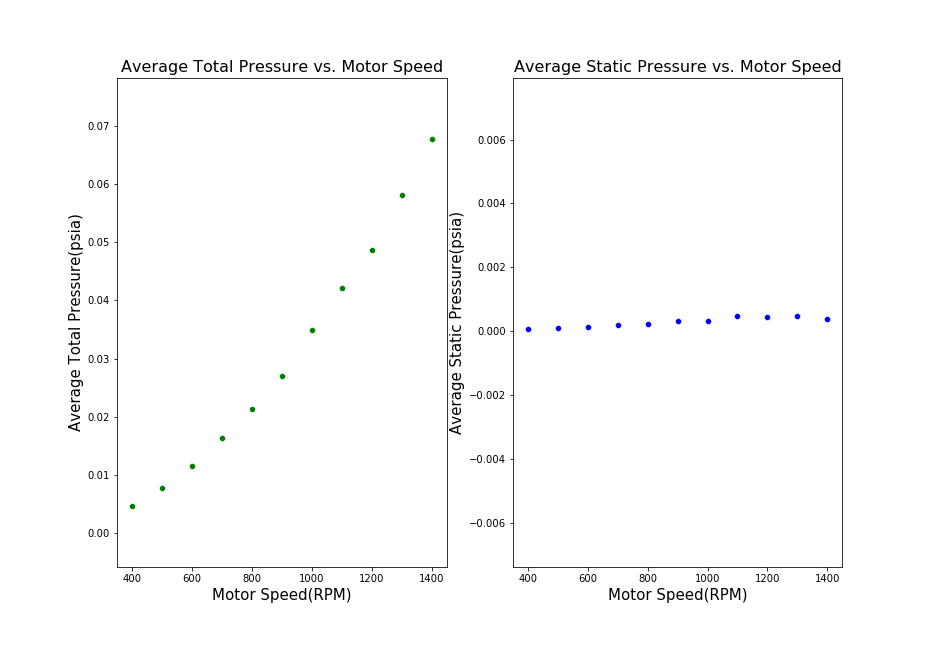 Average Total Pressure vs. Motor Speed
Average Total Pressure(psia)
0.07
0.06
0.05
0.04
0.03
0.02
0.01
0.00
400 600 800 1000 1200 1400
Motor Speed(RPM)
Average Static Pressure vs. Motor Speed
Average Static Pressure(psia)
0.006
0.004
0.002
0.000
−0.002
−0.004
−0.006
400 600 800 1000 1200 1400
Motor Speed(RPM)